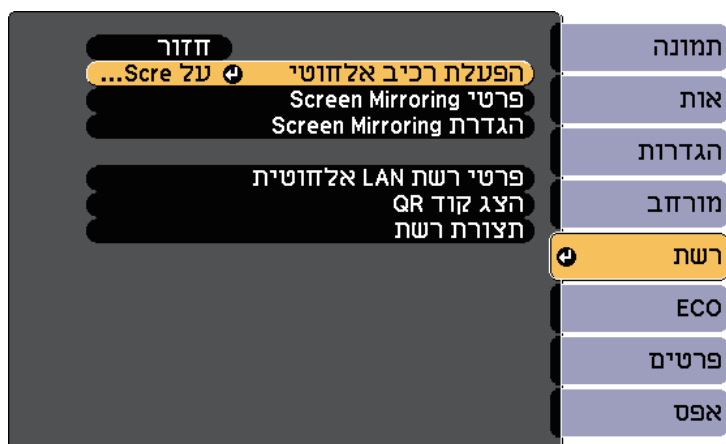 תמונה
אות
הגדרות
מורחב
רשת
ECO
פרטים
אפס
חזור
הפעלת רכיב אלחוטי על Scre...
פרטי Screen Mirroring
הגדרת Screen Mirroring
פרטי רשת LAN אלחוטית
הצג קוד QR
תצורת רשת